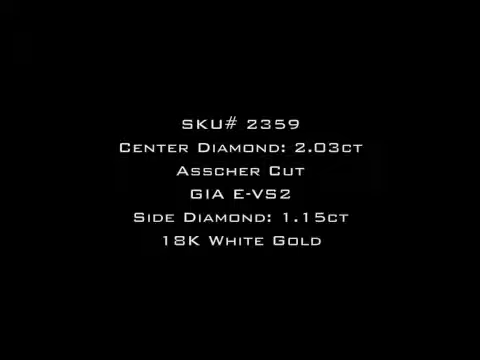 SKU# 2359
Center Diamond: 2.03ct
Asscher Cut
GIA E-VS2
Side Diamond: 1.15ct
18K White Gold